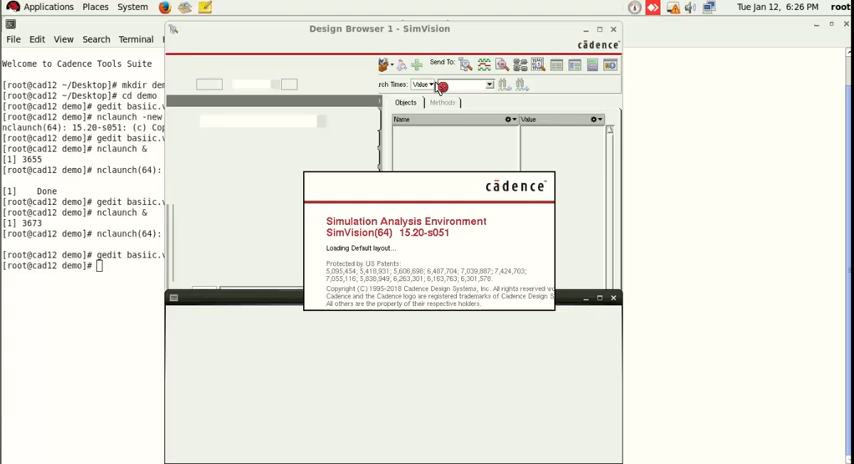 Applications Places System
Tue Jan 12, 6:26 PM root
Design Browser 1 - SimVision
cādence
File Edit View Search Terminal
Send To:
Welcome to Cadence Tools Suite
rch Times: Value
Objects Methods
Name Value
[root@cad12 ~/Desktop]# mkdir dem
[root@cad12 ~/Desktop]# cd demo
[root@cad12 demo]# gedit basiic.v
[root@cad12 demo]# nclaunch -new
nclaunch(64): 15.20-s051: (c) Cop
[root@cad12 demo]# gedit basiic.v
[root@cad12 demo]# nclaunch &
[1] 3655
[root@cad12 demo]# nclaunch(64):
[1] Done
[root@cad12 demo]# gedit basiic.v
[root@cad12 demo]# nclaunch &
[1] 3673
[root@cad12 demo]# nclaunch(64):
[root@cad12 demo]# gedit basiic.v
[root@cad12 demo]#
cādence
Simulation Analysis Environment
SimVision(64) 15.20-s051
Loading Default layout...
Protected by US Patents:
5,095,454; 5,418,931; 5,606,698; 6,487,704; 7,039,887; 7,424,703;
7,055,116; 5,838,949; 6,263,301; 6,163,763; 6,301,578.
Copyright (C) 1995-2018 Cadence Design Systems, Inc. All rights reserved wo
Cadence and the Cadence logo are registered trademarks of Cadence Design S
All others are the property of their respective holders.